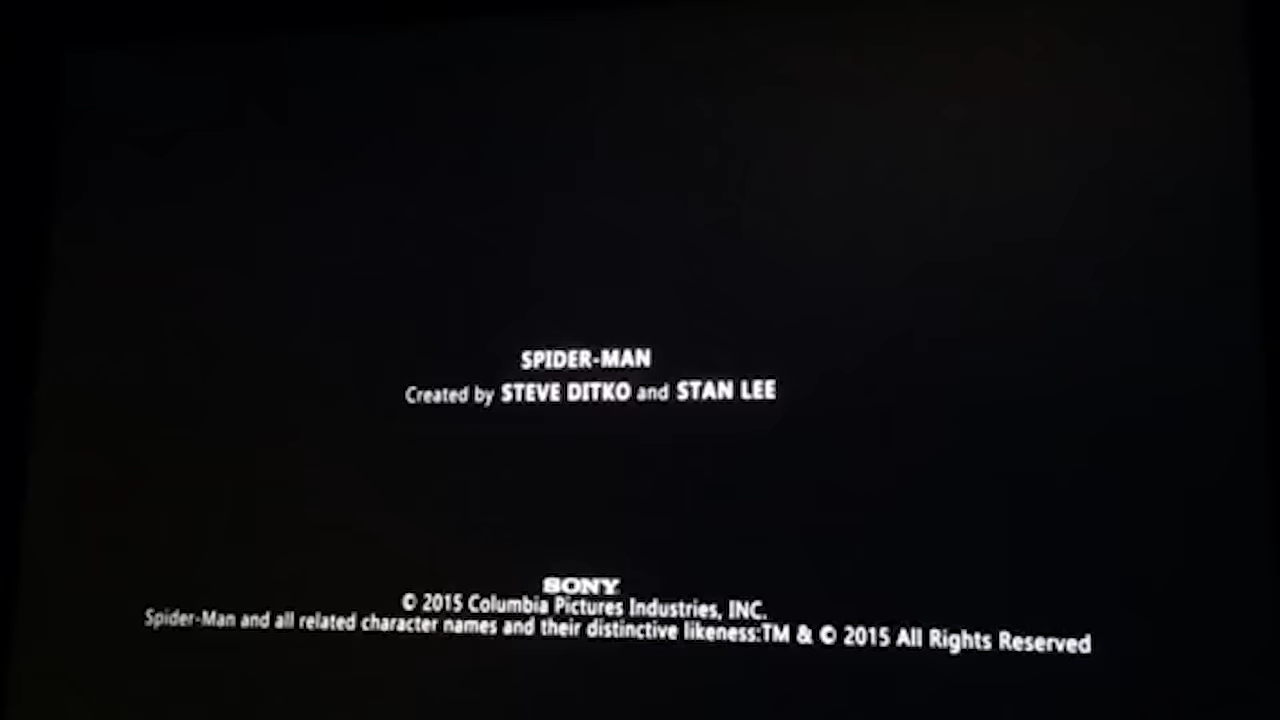 SPIDER-MAN
Created by STEVE DITKO and STAN LEE
SONY
© 2015 Columbia Pictures Industries, INC.
Spider-Man and all related character names and their distinctive likeness:TM & © 2015 All Rights Reserved